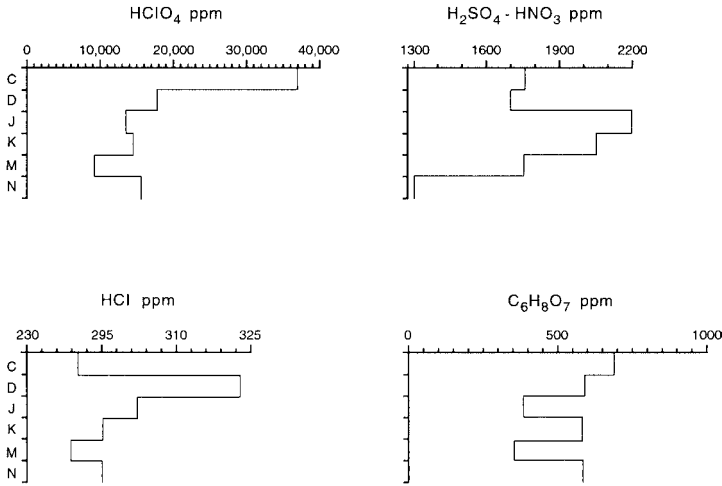 HClO₄ ppm
0 10,000 20,000 30,000 40,000
C
D
J
K
M
N
H₂SO₄ - HNO₃ ppm
1300 1600 1900 2200
HCl ppm
230 295 310 325
C
D
J
K
M
N
C₆H₈O₇ ppm
0 500 1000